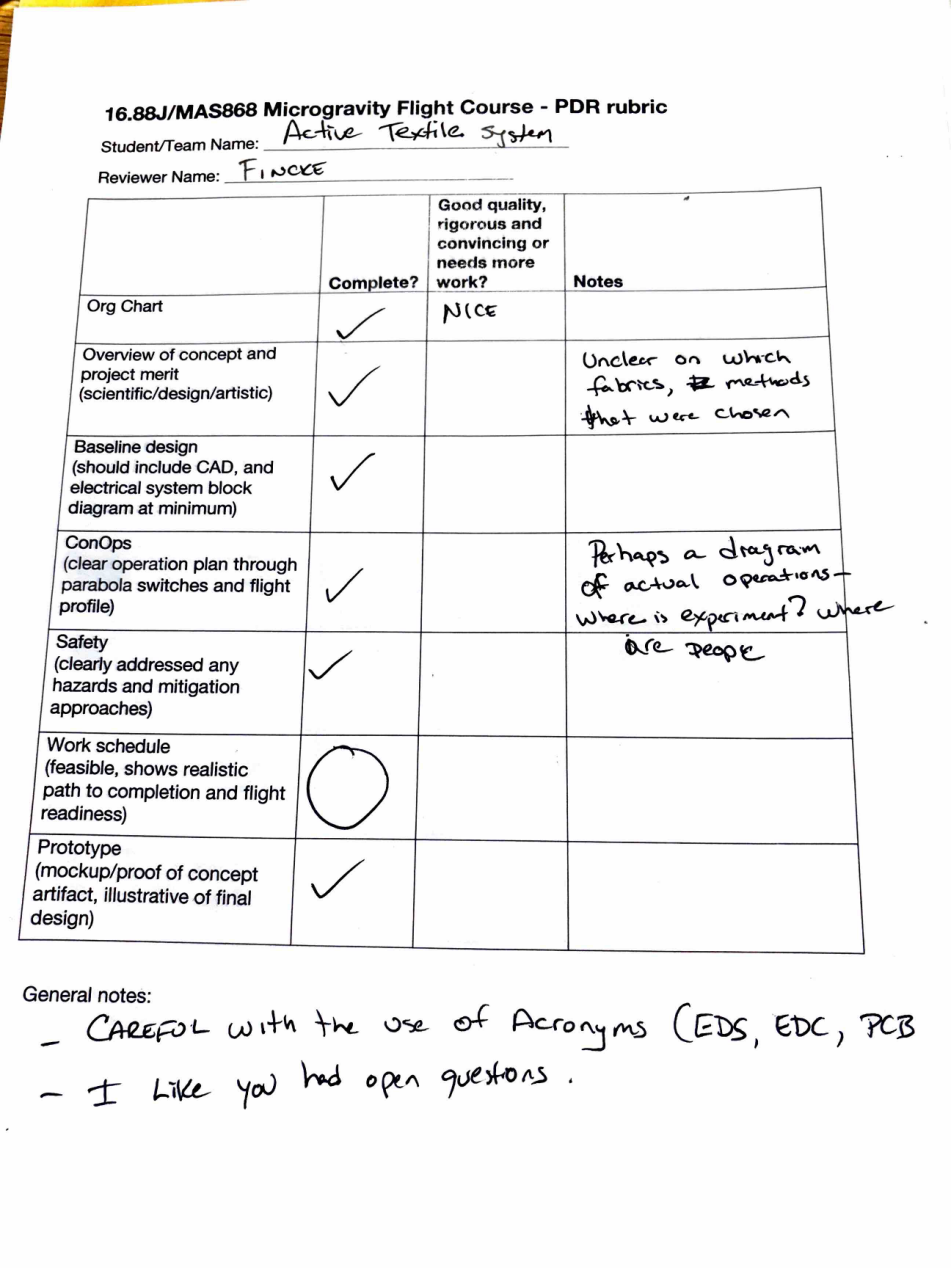 16.88J/MAS868 Microgravity Flight Course - PDR rubric
Student/Team Name: Active Textile System
Reviewer Name: FINCKE
Complete?
Good quality,
rigorous and
convincing or
needs more
work?
Notes
Org Chart
NICE
Overview of concept and
project merit
(scientific/design/artistic)
Unclear on which
fabrics, methods
that were chosen
Baseline design
(should include CAD, and
electrical system block
diagram at minimum)
ConOps
(clear operation plan through
parabola switches and flight
profile)
Perhaps a diagram
of actual operations –
where is experiment? where
are people
Safety
(clearly addressed any
hazards and mitigation
approaches)
Work schedule
(feasible, shows realistic
path to completion and flight
readiness)
Prototype
(mockup/proof of concept
artifact, illustrative of final
design)
General notes:
– CAREFUL with the use of Acronyms (EDS, EDC, PCB
– I Like you had open questions.